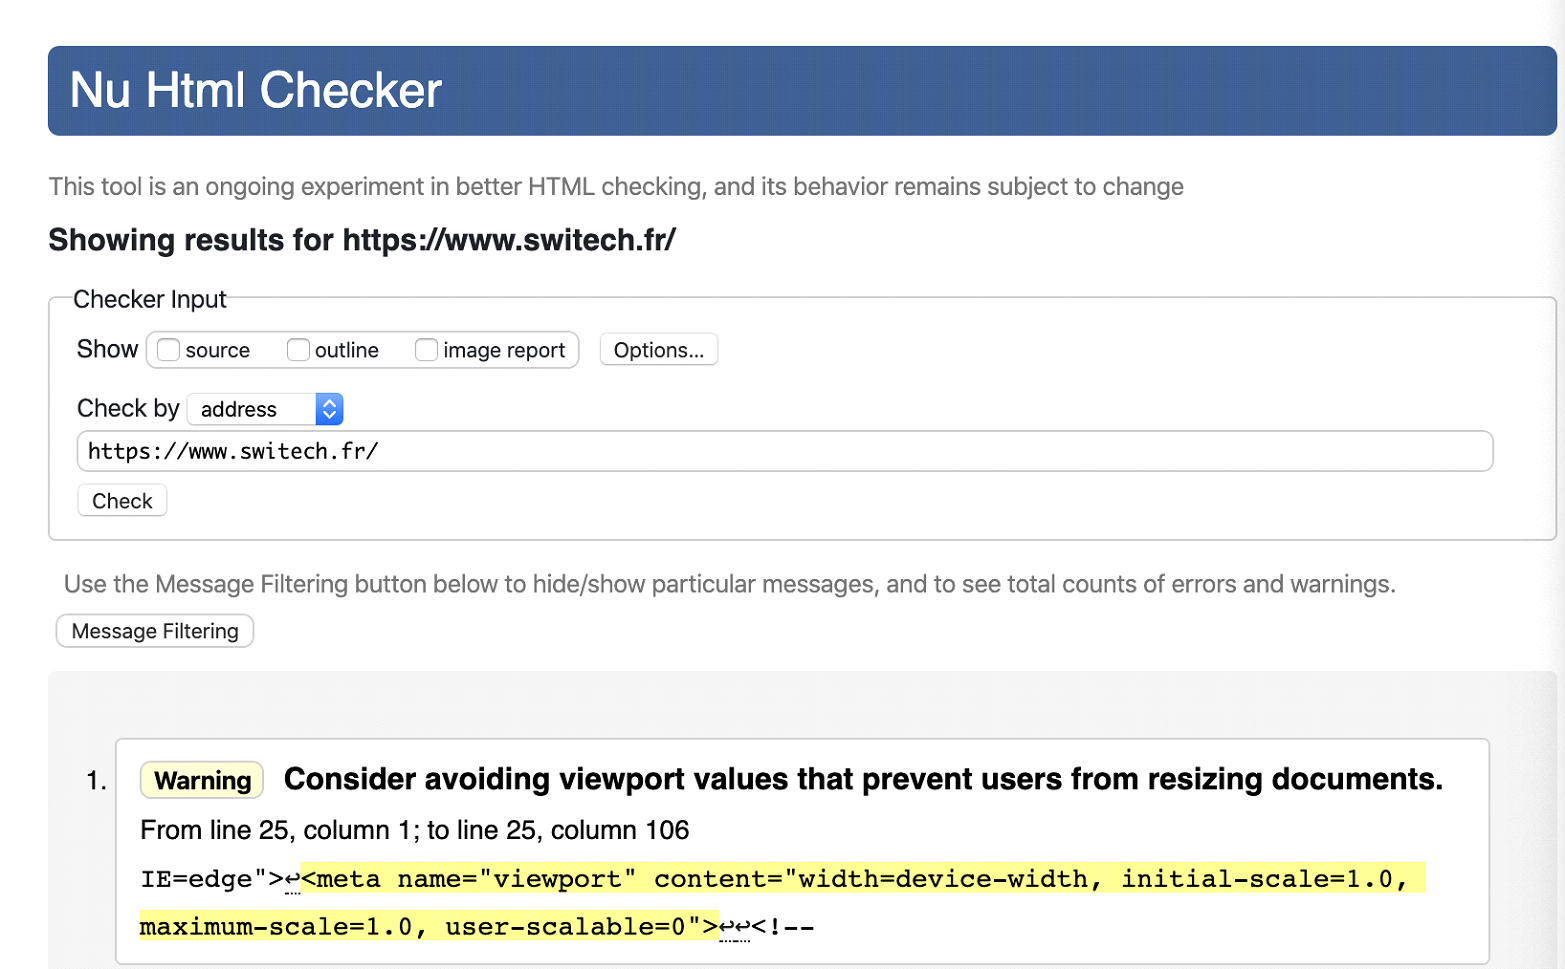 Nu Html Checker
This tool is an ongoing experiment in better HTML checking, and its behavior remains subject to change
Showing results for https://www.switech.fr/
Checker Input
Show source outline image report Options...
Check by address
https://www.switech.fr/
Check
Use the Message Filtering button below to hide/show particular messages, and to see total counts of errors and warnings.
Message Filtering
1. Warning Consider avoiding viewport values that prevent users from resizing documents.
From line 25, column 1; to line 25, column 106
IE=edge">↩<meta name="viewport" content="width=device-width, initial-scale=1.0,
maximum-scale=1.0, user-scalable=0">↩↩<!--